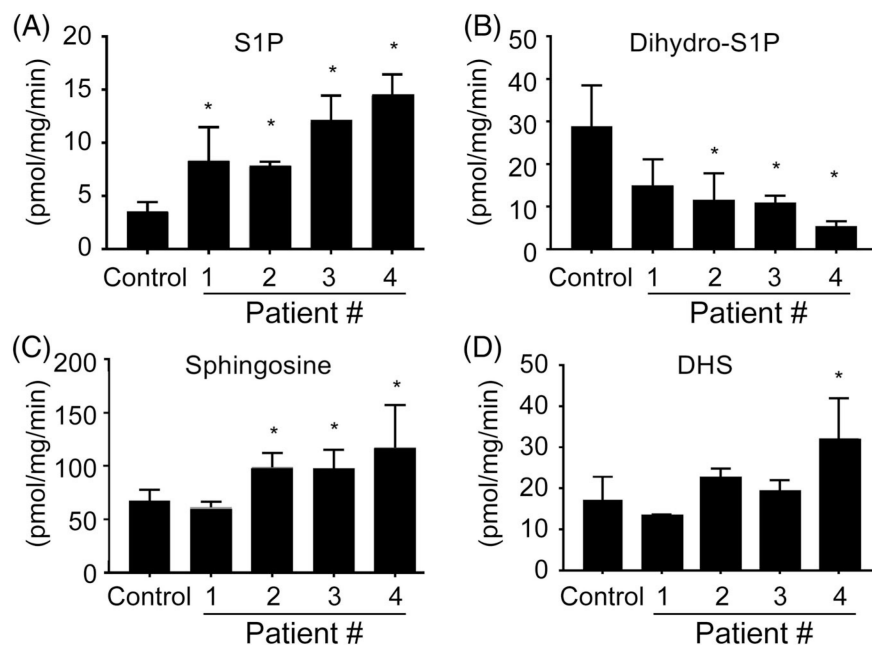 (A)
S1P
20
15
10
5
0
(pmol/mg/min)
* * * *
Control 1 2 3 4
Patient #
(B)
Dihydro-S1P
50
40
30
20
10
0
(pmol/mg/min)
* * *
Control 1 2 3 4
Patient #
(C)
Sphingosine
200
150
100
50
0
(pmol/mg/min)
* * *
Control 1 2 3 4
Patient #
(D)
DHS
50
40
30
20
10
0
(pmol/mg/min)
*
Control 1 2 3 4
Patient #